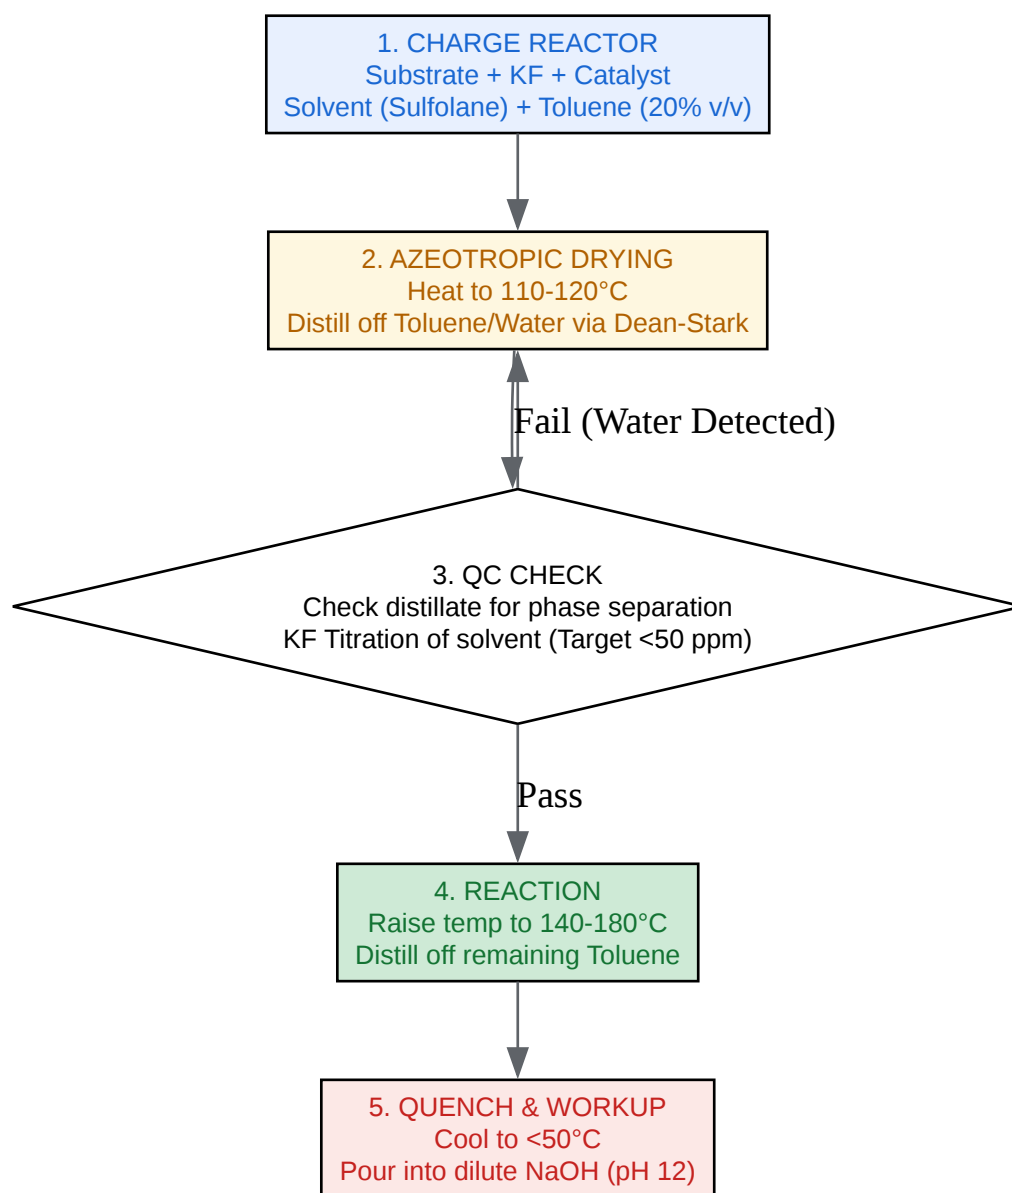 1. CHARGE REACTOR
Substrate + KF + Catalyst
Solvent (Sulfolane) + Toluene (20% v/v)
2. AZEOTROPIC DRYING
Heat to 110-120°C
Distill off Toluene/Water via Dean-Stark
Fail (Water Detected)
3. QC CHECK
Check distillate for phase separation
KF Titration of solvent (Target <50 ppm)
Pass
4. REACTION
Raise temp to 140-180°C
Distill off remaining Toluene
5. QUENCH & WORKUP
Cool to <50°C
Pour into dilute NaOH (pH 12)